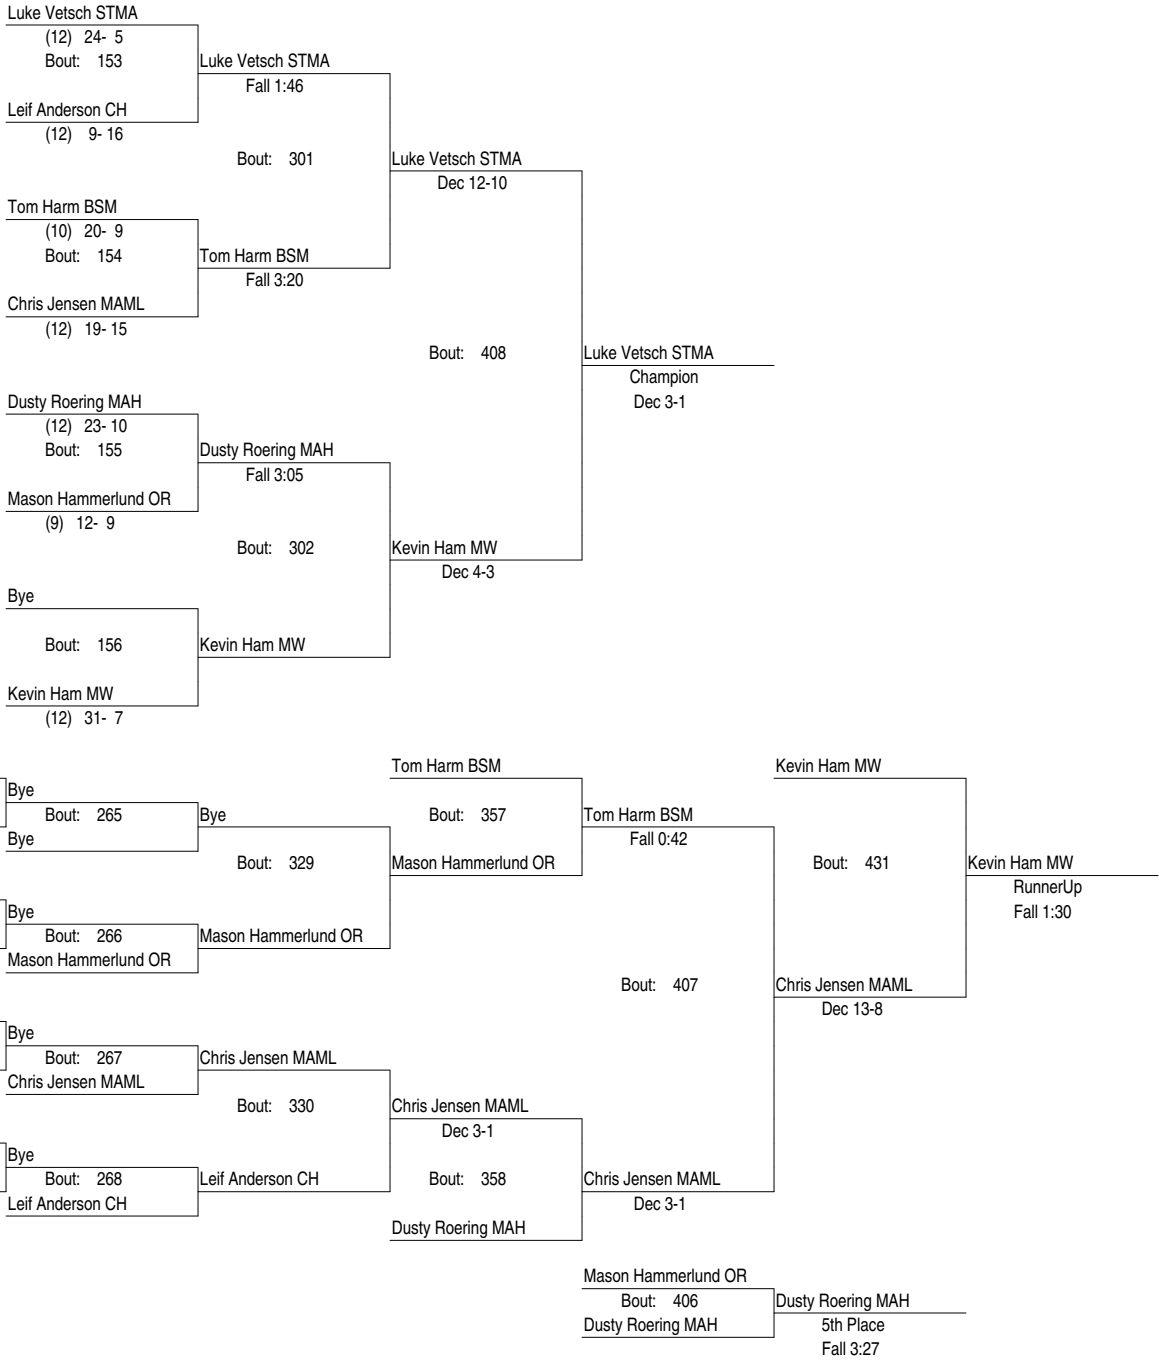 Luke Vetsch STMA
(12) 24- 5
Bout: 153
Luke Vetsch STMA
Fall 1:46
Leif Anderson CH
(12) 9- 16
Bout: 301
Luke Vetsch STMA
Dec 12-10
Tom Harm BSM
(10) 20- 9
Bout: 154
Tom Harm BSM
Fall 3:20
Chris Jensen MAML
(12) 19- 15
Bout: 408
Luke Vetsch STMA
Champion
Dec 3-1
Dusty Roering MAH
(12) 23- 10
Bout: 155
Dusty Roering MAH
Fall 3:05
Mason Hammerlund OR
(9) 12- 9
Bout: 302
Kevin Ham MW
Dec 4-3
Bye
Bout: 156
Kevin Ham MW
Kevin Ham MW
(12) 31- 7
Tom Harm BSM
Kevin Ham MW
Bye
Bout: 265
Bye
Bout: 357
Tom Harm BSM
Bye
Fall 0:42
Bout: 329
Mason Hammerlund OR
Bout: 431
Kevin Ham MW
RunnerUp
Fall 1:30
Bye
Bout: 266
Mason Hammerlund OR
Mason Hammerlund OR
Bout: 407
Chris Jensen MAML
Dec 13-8
Bye
Bout: 267
Chris Jensen MAML
Chris Jensen MAML
Bout: 330
Chris Jensen MAML
Dec 3-1
Bye
Bout: 268
Leif Anderson CH
Bout: 358
Chris Jensen MAML
Leif Anderson CH
Dec 3-1
Dusty Roering MAH
Mason Hammerlund OR
Bout: 406
Dusty Roering MAH
Dusty Roering MAH
5th Place
Fall 3:27